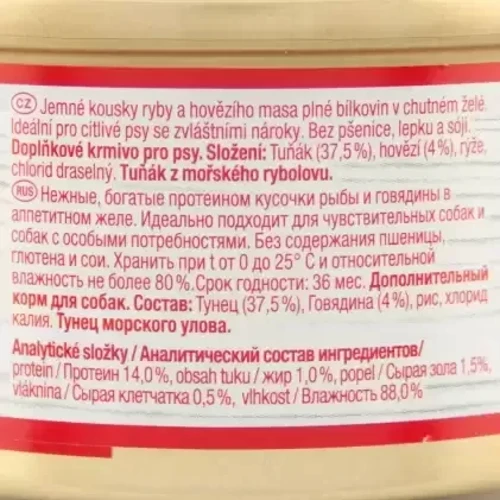 CZ Jemné kousky ryby a hovězího masa plné bílkovin v chutném želé.
Ideální pro citlivé psy se zvláštními nároky. Bez pšenice, lepku a sóji.
Doplňkové krmivo pro psy. Složení: Tuňák (37,5%), hovězí (4%), rýže,
chlorid draselný. Tuňák z mořského rybolovu.
RUS Нежные, богатые протеином кусочки рыбы и говядины в
аппетитном желе. Идеально подходит для чувствительных собак и
собак с особыми потребностями. Без содержания пшеницы,
глютена и сои. Хранить при t от 0 до 25° С и относительной
влажность не более 80%.Срок годности: 36 мес. Дополнительный
корм для собак. Состав: Тунец (37,5%), Говядина (4%), рис, хлорид
калия. Тунец морского улова.
Analytické složky / Аналитический состав ингредиентов/
protein / Протеин 14,0%, obsah tuku / жир 1,0%, popel / Сырая зола 1,5%,
vláknina / Сырая клетчатка 0,5%, vlhkost / Влажность 88,0%